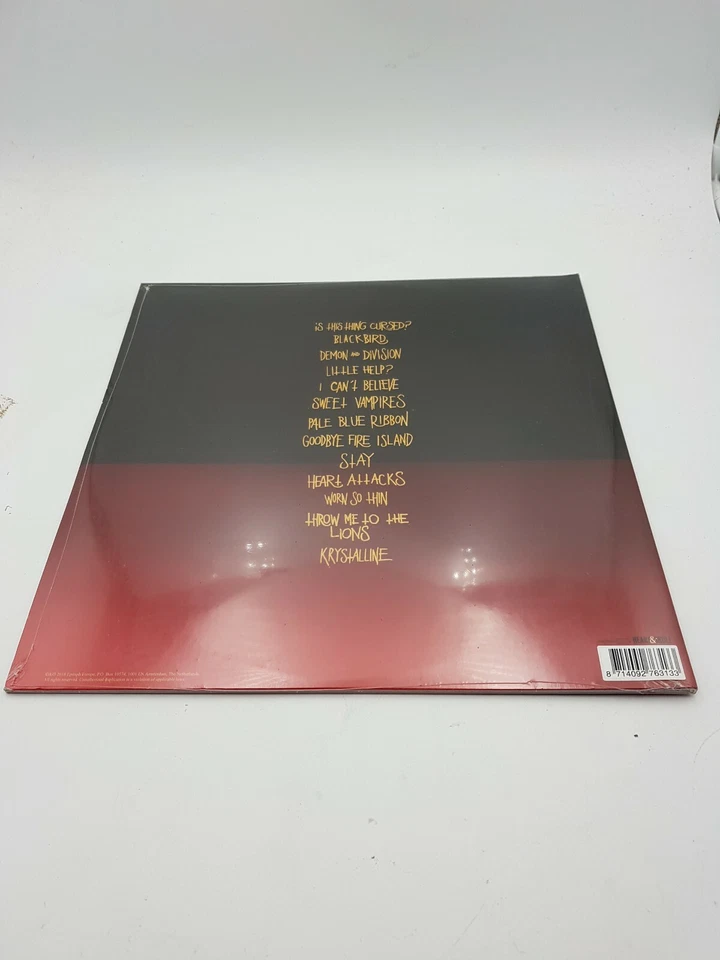 IS THIS THING CURSED?
BLACKBIRD
DEMON AND DIVISION
LITTLE HELP?
I CAN'T BELIEVE
SWEET VAMPIRES
PALE BLUE RIBBON
GOODBYE FIRE ISLAND
STAY
HEART ATTACKS
WORN SO THIN
THROW ME TO THE
LIONS
KRYSTALLINE
8 714092 763133